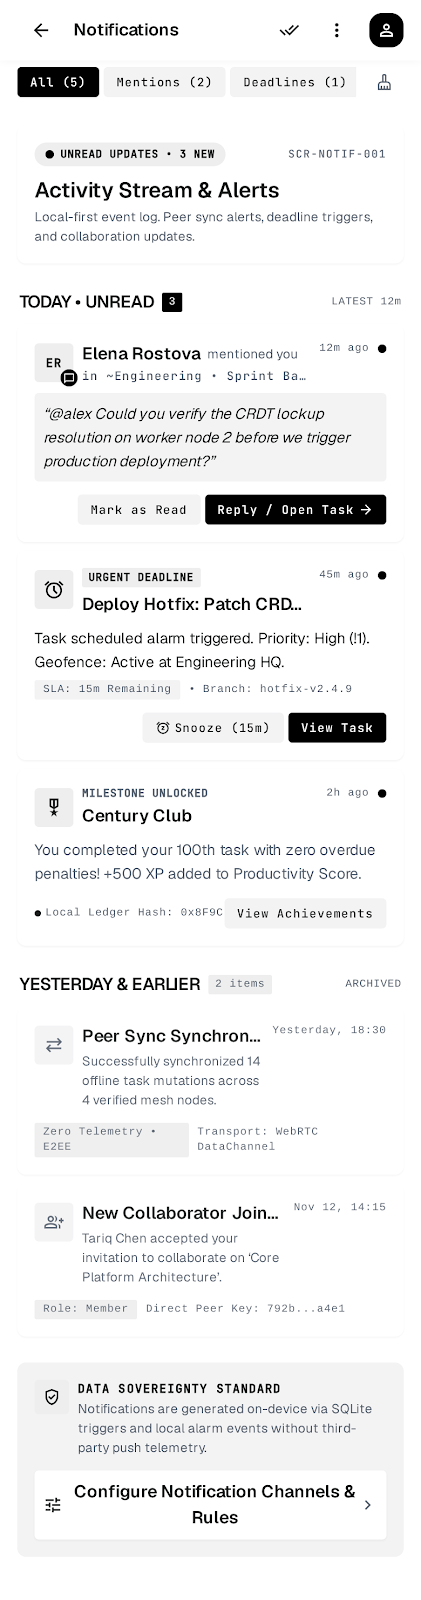 Notifications
All (5)
Mentions (2)
Deadlines (1)
UNREAD UPDATES • 3 NEW
SCR-NOTIF-001
Activity Stream & Alerts
Local-first event log. Peer sync alerts, deadline triggers,
and collaboration updates.
TODAY • UNREAD 3
LATEST 12m
ER
Elena Rostova mentioned you
12m ago
in ~Engineering • Sprint Ba…
“@alex Could you verify the CRDT lockup
resolution on worker node 2 before we trigger
production deployment?”
Mark as Read
Reply / Open Task →
URGENT DEADLINE
45m ago
Deploy Hotfix: Patch CRD…
Task scheduled alarm triggered. Priority: High (!1).
Geofence: Active at Engineering HQ.
SLA: 15m Remaining • Branch: hotfix-v2.4.9
Snooze (15m)
View Task
MILESTONE UNLOCKED
2h ago
Century Club
You completed your 100th task with zero overdue
penalties! +500 XP added to Productivity Score.
Local Ledger Hash: 0x8F9C
View Achievements
YESTERDAY & EARLIER 2 items
ARCHIVED
Peer Sync Synchron…
Yesterday, 18:30
Successfully synchronized 14
offline task mutations across
4 verified mesh nodes.
Zero Telemetry •
E2EE
Transport: WebRTC
DataChannel
New Collaborator Join…
Nov 12, 14:15
Tariq Chen accepted your
invitation to collaborate on ‘Core
Platform Architecture’.
Role: Member
Direct Peer Key: 792b...a4e1
DATA SOVEREIGNTY STANDARD
Notifications are generated on-device via SQLite
triggers and local alarm events without third-
party push telemetry.
Configure Notification Channels &
Rules